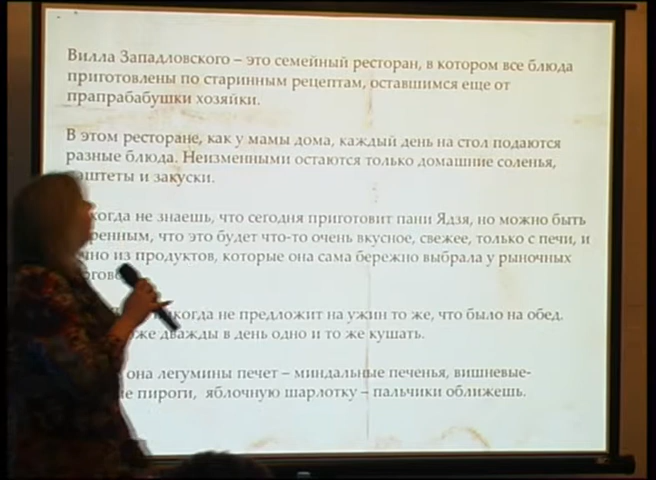 Вилла Западловского – это семейный ресторан, в котором все блюда
приготовлены по старинным рецептам, оставшимся еще от
прапрабабушки хозяйки.
В этом ресторане, как у мамы дома, каждый день на стол подаются
разные блюда. Неизменными остаются только домашние соленья,
паштеты и закуски.
когда не знаешь, что сегодня приготовит пани Ядзя, но можно быть
ренным, что это будет что-то очень вкусное, свежее, только с печи, и
но из продуктов, которые она сама бережно выбрала у рыночных
никогда не предложит на ужин то же, что было на обед.
же дважды в день одно и то же кушать.
она легумины печет – миндальные печенья, вишневые-
е пироги, яблочную шарлотку – пальчики оближешь.